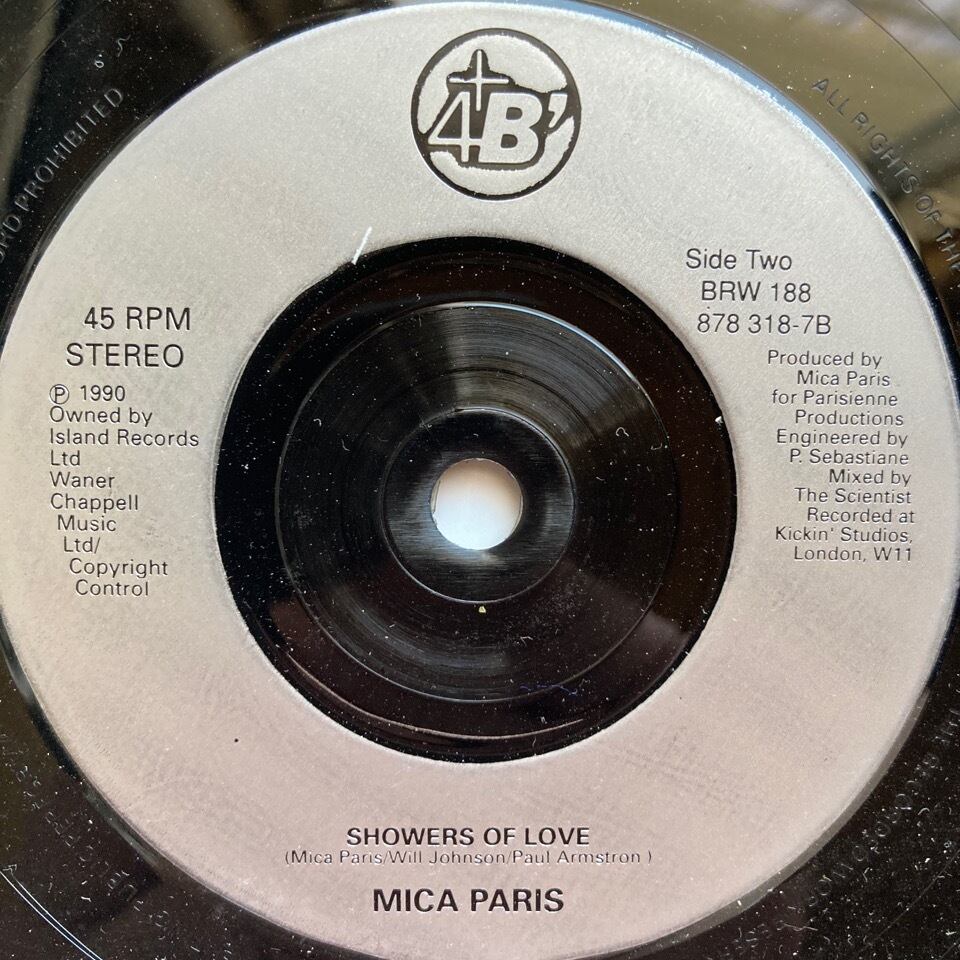 4B'
Side Two
BRW 188
878 318-7B
45 RPM
STEREO
℗ 1990
Owned by
Island Records
Ltd
Waner
Chappell
Music
Ltd/
Copyright
Control
Produced by
Mica Paris
for Parisienne
Productions
Engineered by
P. Sebastiane
Mixed by
The Scientist
Recorded at
Kickin' Studios,
London, W11
SHOWERS OF LOVE
(Mica Paris/Will Johnson/Paul Armstron )
MICA PARIS
PROHIBITED
ALL RIGHTS OF THE